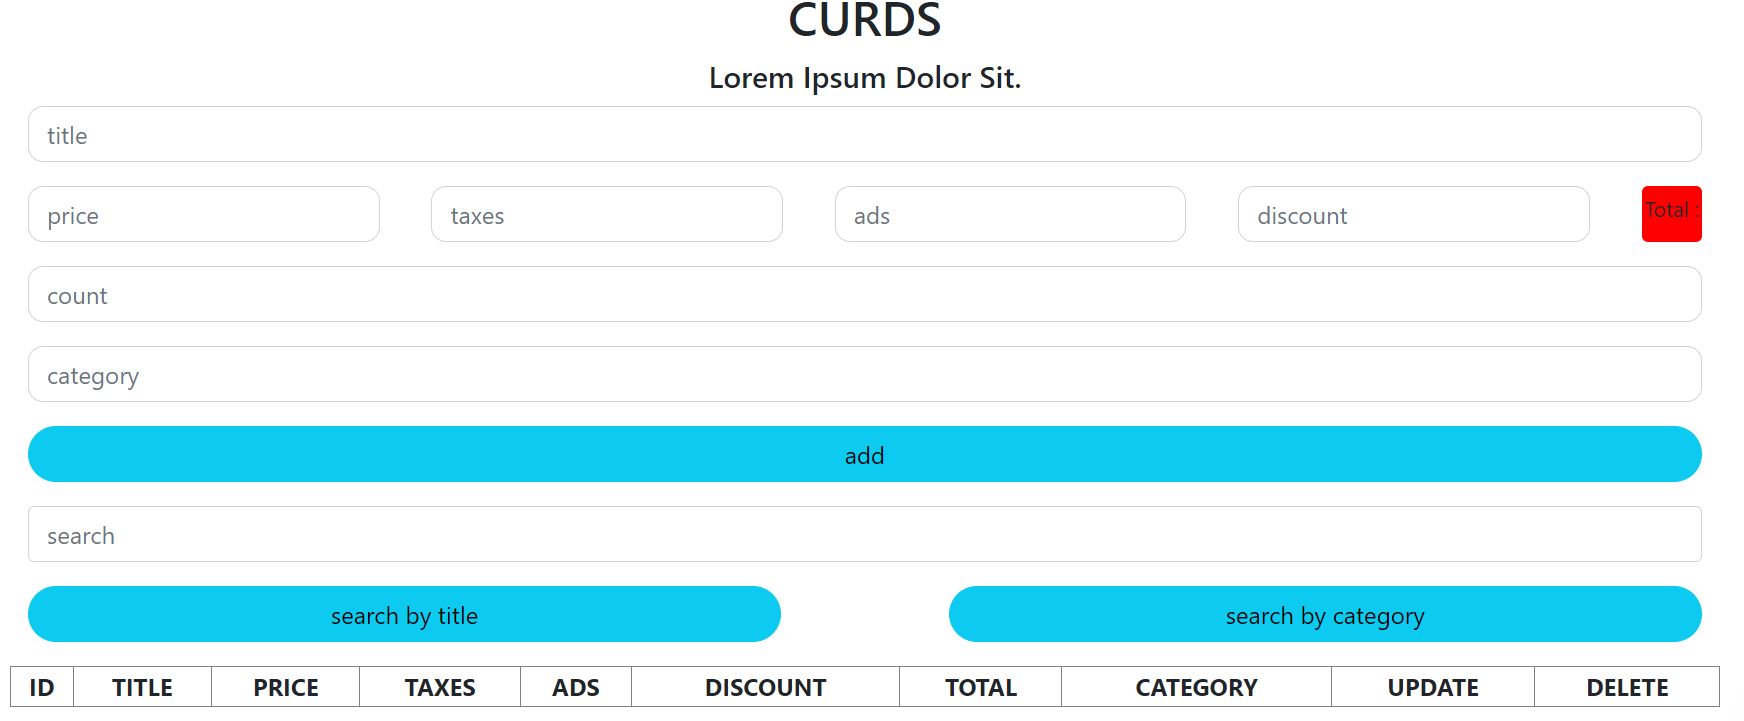 CURDS
Lorem Ipsum Dolor Sit.
title
price taxes ads discount Total :
count
category
add
search
search by title search by category
ID TITLE PRICE TAXES ADS DISCOUNT TOTAL CATEGORY UPDATE DELETE